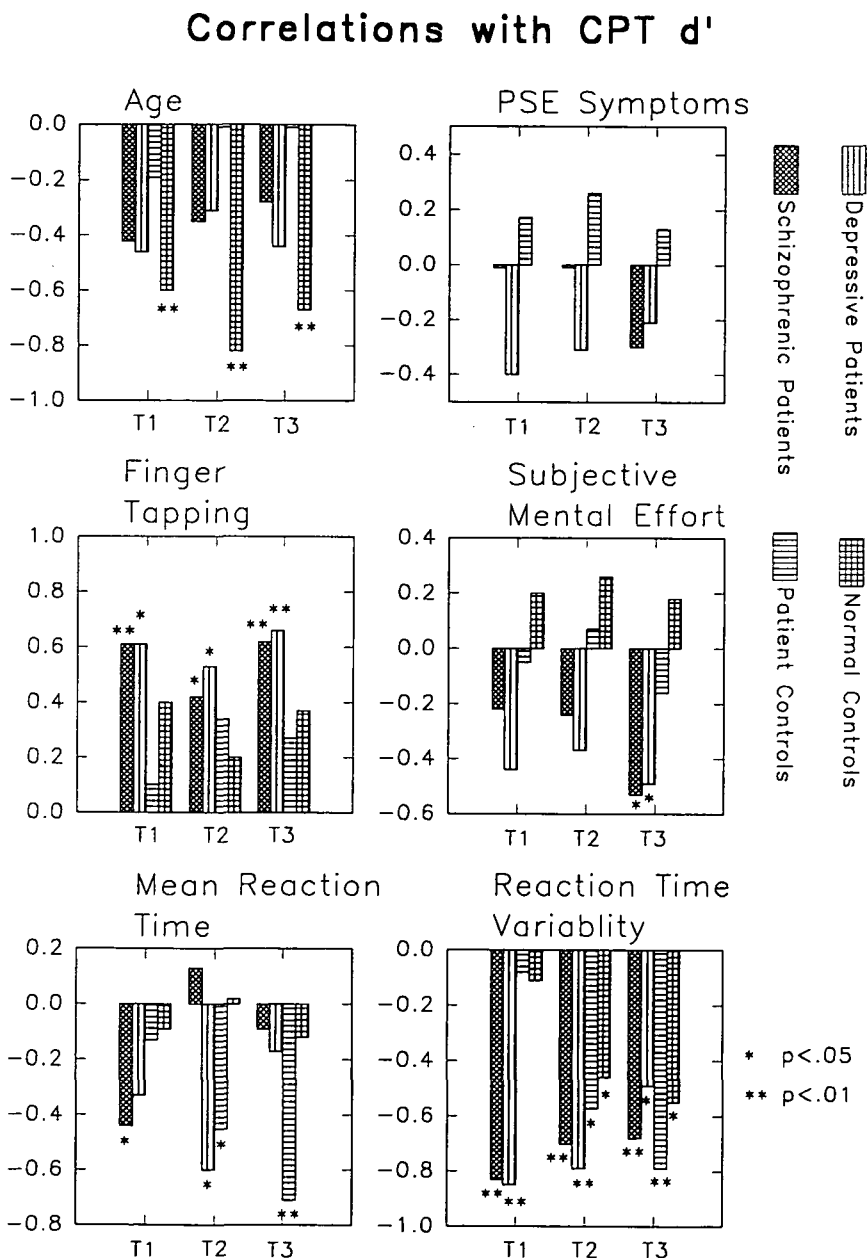 Correlations with CPT d'
Age
0.0
-0.2
-0.4
-0.6
-0.8
-1.0
**
**
**
T1 T2 T3
PSE Symptoms
0.4
0.2
0.0
-0.2
-0.4
T1 T2 T3
Schizophrenic Patients
Depressive Patients
Patient Controls
Normal Controls
Finger
Tapping
1.0
0.8
0.6
0.4
0.2
0.0
** *
* *
** **
T1 T2 T3
Subjective
Mental Effort
0.4
0.2
0.0
-0.2
-0.4
-0.6
* *
T1 T2 T3
Mean Reaction
Time
0.2
0.0
-0.2
-0.4
-0.6
-0.8
*
* *
**
T1 T2 T3
Reaction Time
Variablity
0.0
-0.2
-0.4
-0.6
-0.8
-1.0
** **
** ** * *
** * ** *
T1 T2 T3
* p<.05
** p<.01